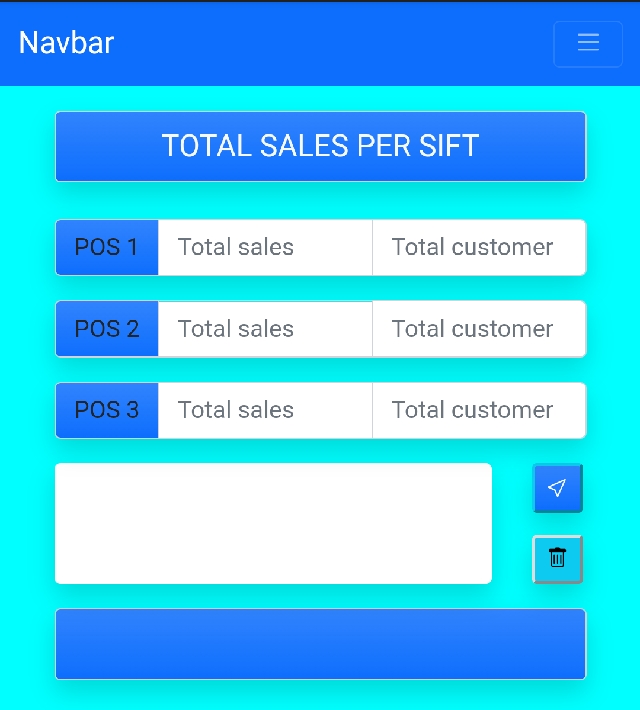 Navbar
TOTAL SALES PER SIFT
POS 1 Total sales Total customer
POS 2 Total sales Total customer
POS 3 Total sales Total customer